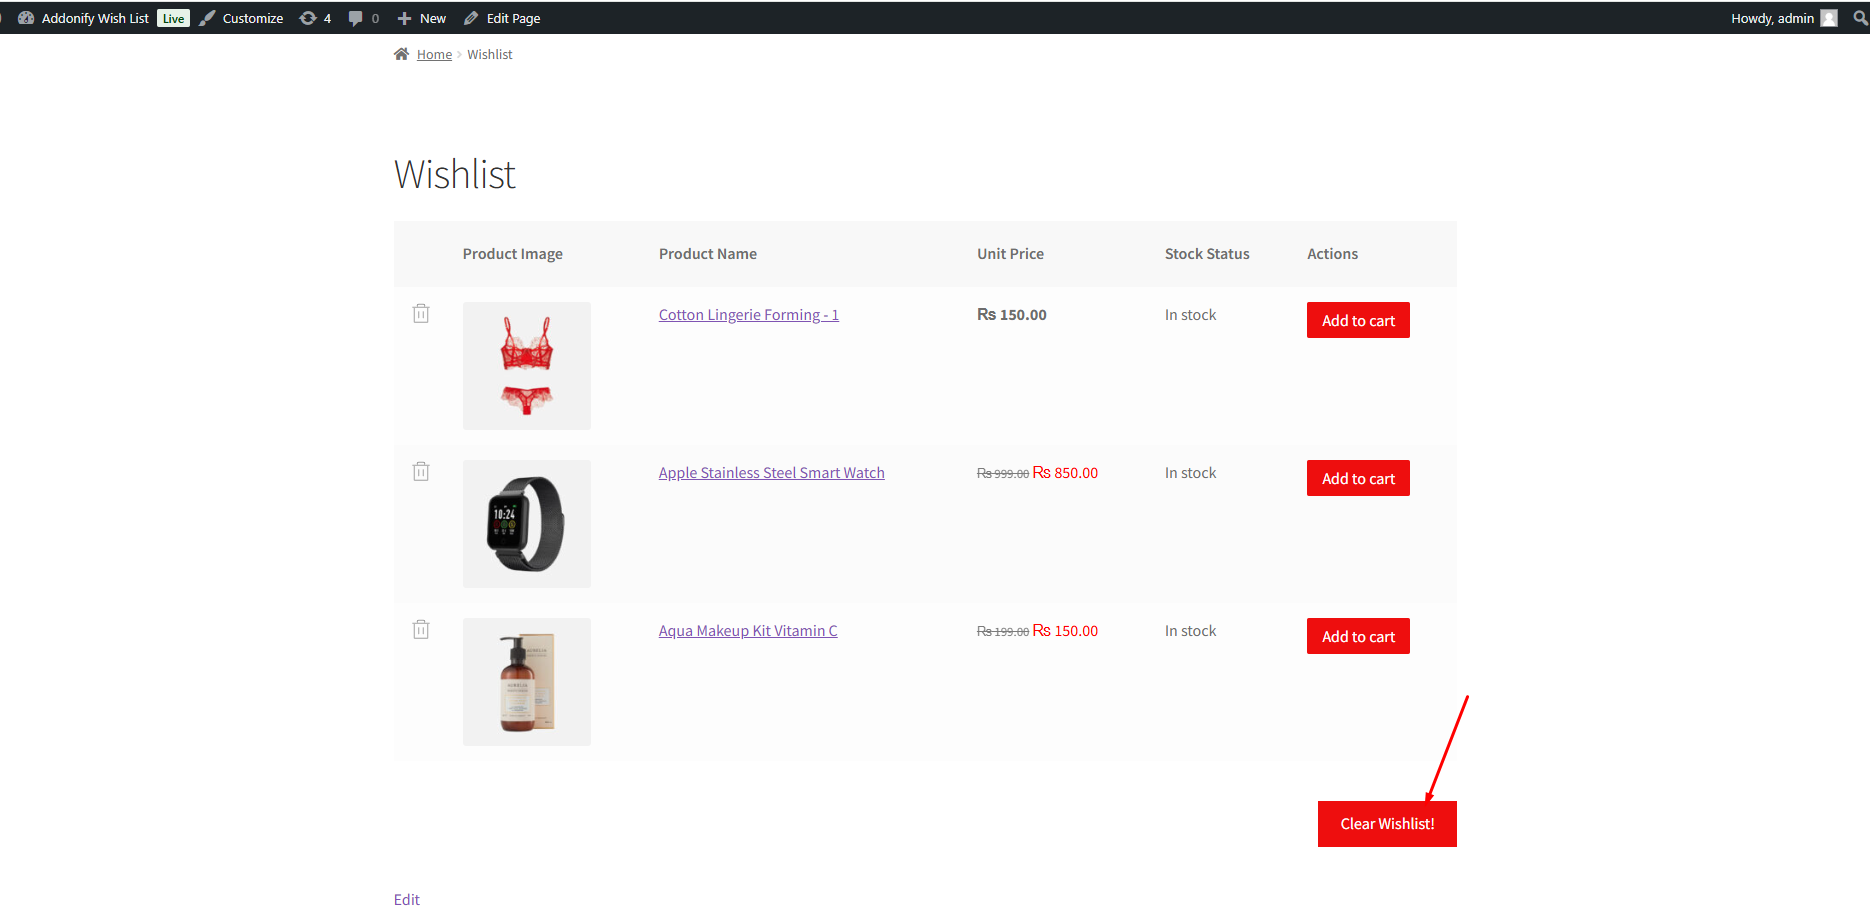 Addonify Wish List Live Customize 4 0 New Edit Page Howdy, admin
Home › Wishlist
Wishlist
Product Image Product Name Unit Price Stock Status Actions
Cotton Lingerie Forming - 1 ₨ 150.00 In stock Add to cart
Apple Stainless Steel Smart Watch ₨ 999.00 ₨ 850.00 In stock Add to cart
10:24
Aqua Makeup Kit Vitamin C ₨ 199.00 ₨ 150.00 In stock Add to cart
Clear Wishlist!
Edit